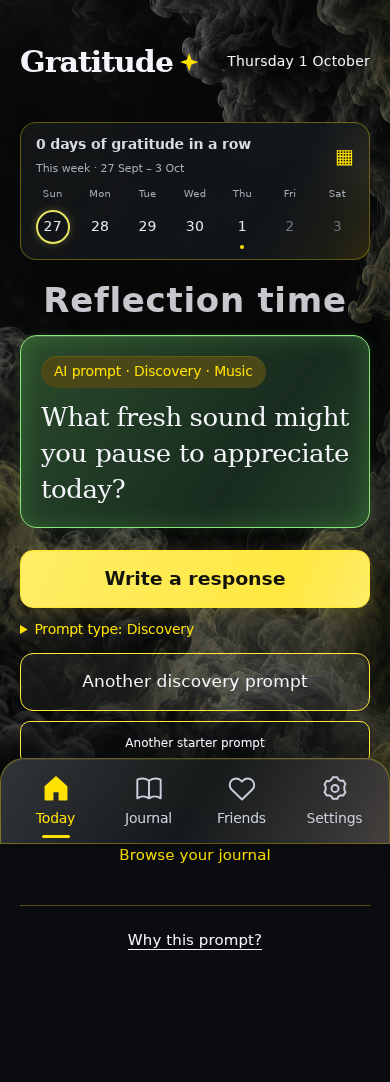 Gratitude
Thursday 1 October
0 days of gratitude in a row
This week · 27 Sept – 3 Oct
Sun Mon Tue Wed Thu Fri Sat
27 28 29 30 1 2 3
Reflection time
AI prompt · Discovery · Music
What fresh sound might
you pause to appreciate
today?
Write a response
Prompt type: Discovery
Another discovery prompt
Another starter prompt
Today Journal Friends Settings
Browse your journal
Why this prompt?